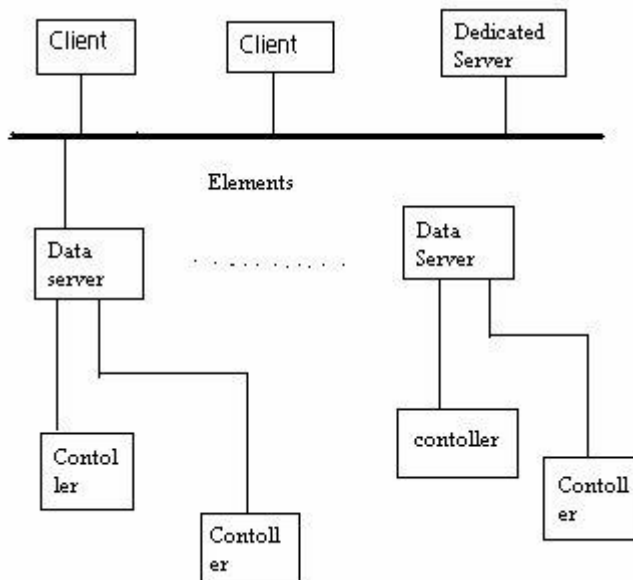 Client
Client
Dedicated
Server
Elements
Data
server
Data
Server
Contol
ler
contoller
Contoll
er
Contoll
er